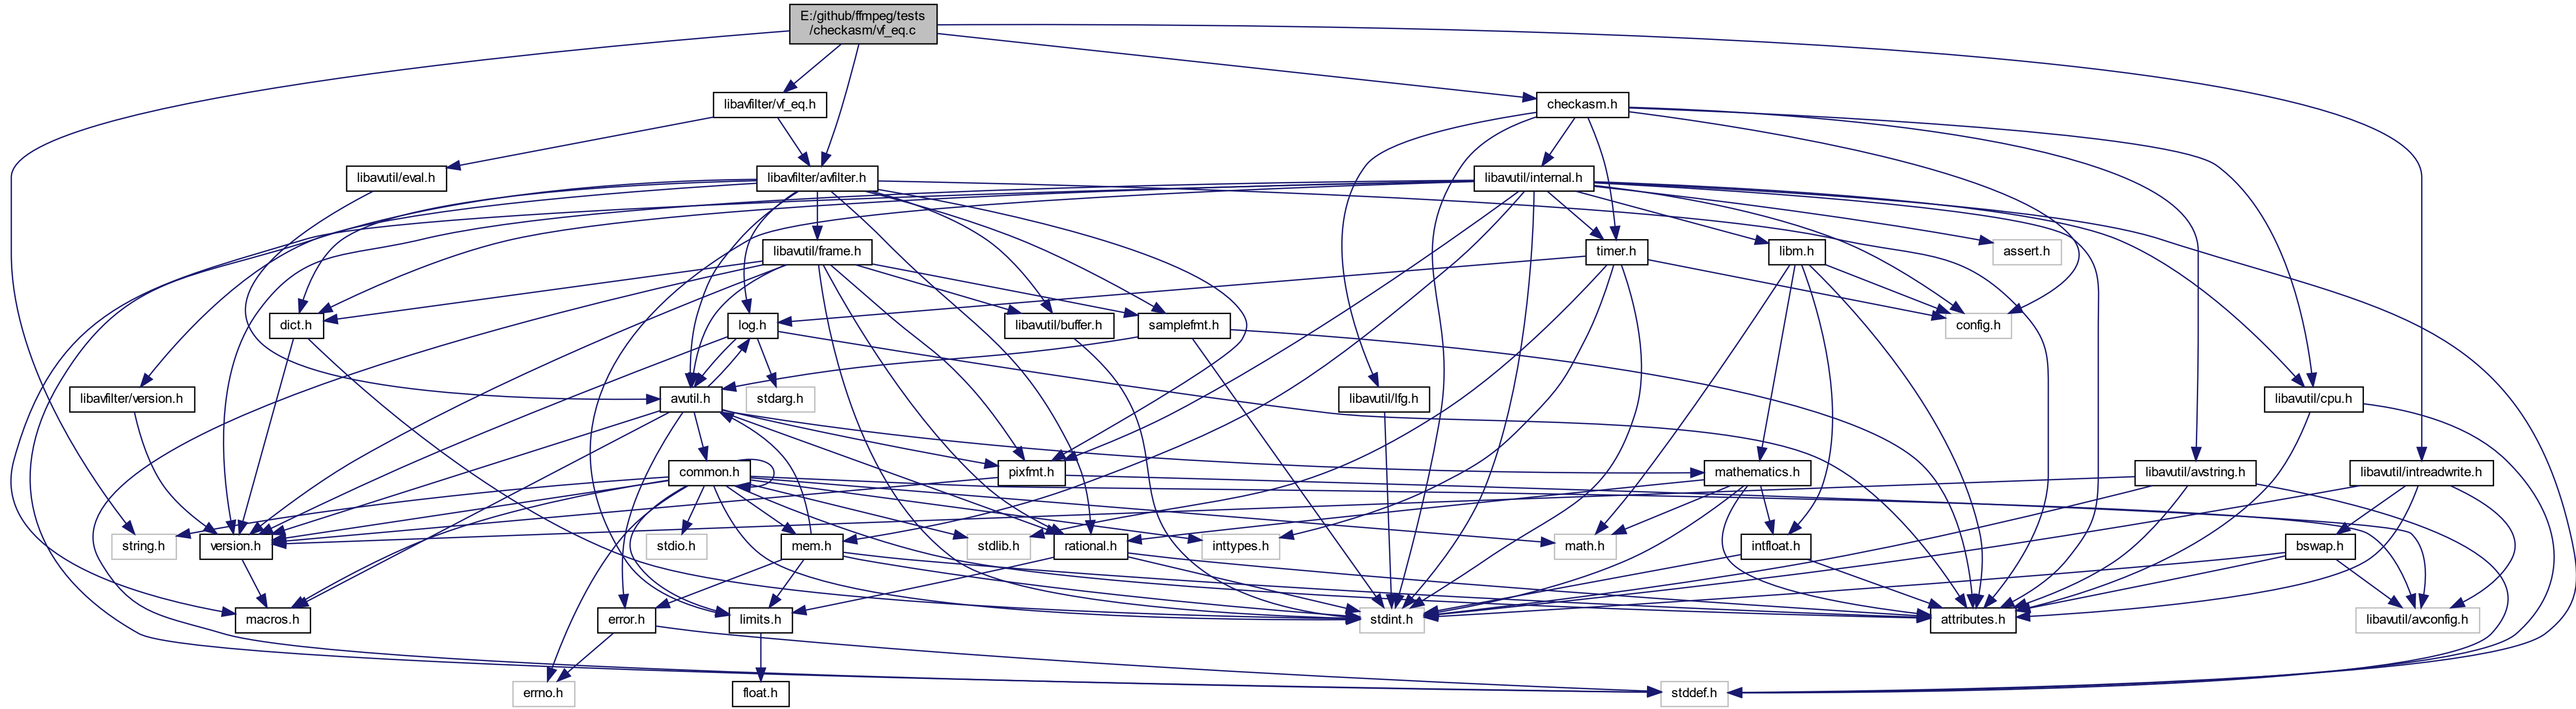 E:/github/ffmpeg/tests
/checkasm/vf_eq.c
libavfilter/vf_eq.h
checkasm.h
libavutil/eval.h
libavfilter/avfilter.h
libavutil/internal.h
libavutil/frame.h
timer.h
libm.h
assert.h
dict.h
log.h
libavutil/buffer.h
samplefmt.h
config.h
libavfilter/version.h
avutil.h
stdarg.h
libavutil/lfg.h
libavutil/cpu.h
common.h
pixfmt.h
mathematics.h
libavutil/avstring.h
libavutil/intreadwrite.h
string.h
version.h
stdio.h
mem.h
stdlib.h
rational.h
inttypes.h
math.h
intfloat.h
bswap.h
macros.h
error.h
limits.h
stdint.h
attributes.h
libavutil/avconfig.h
errno.h
float.h
stddef.h